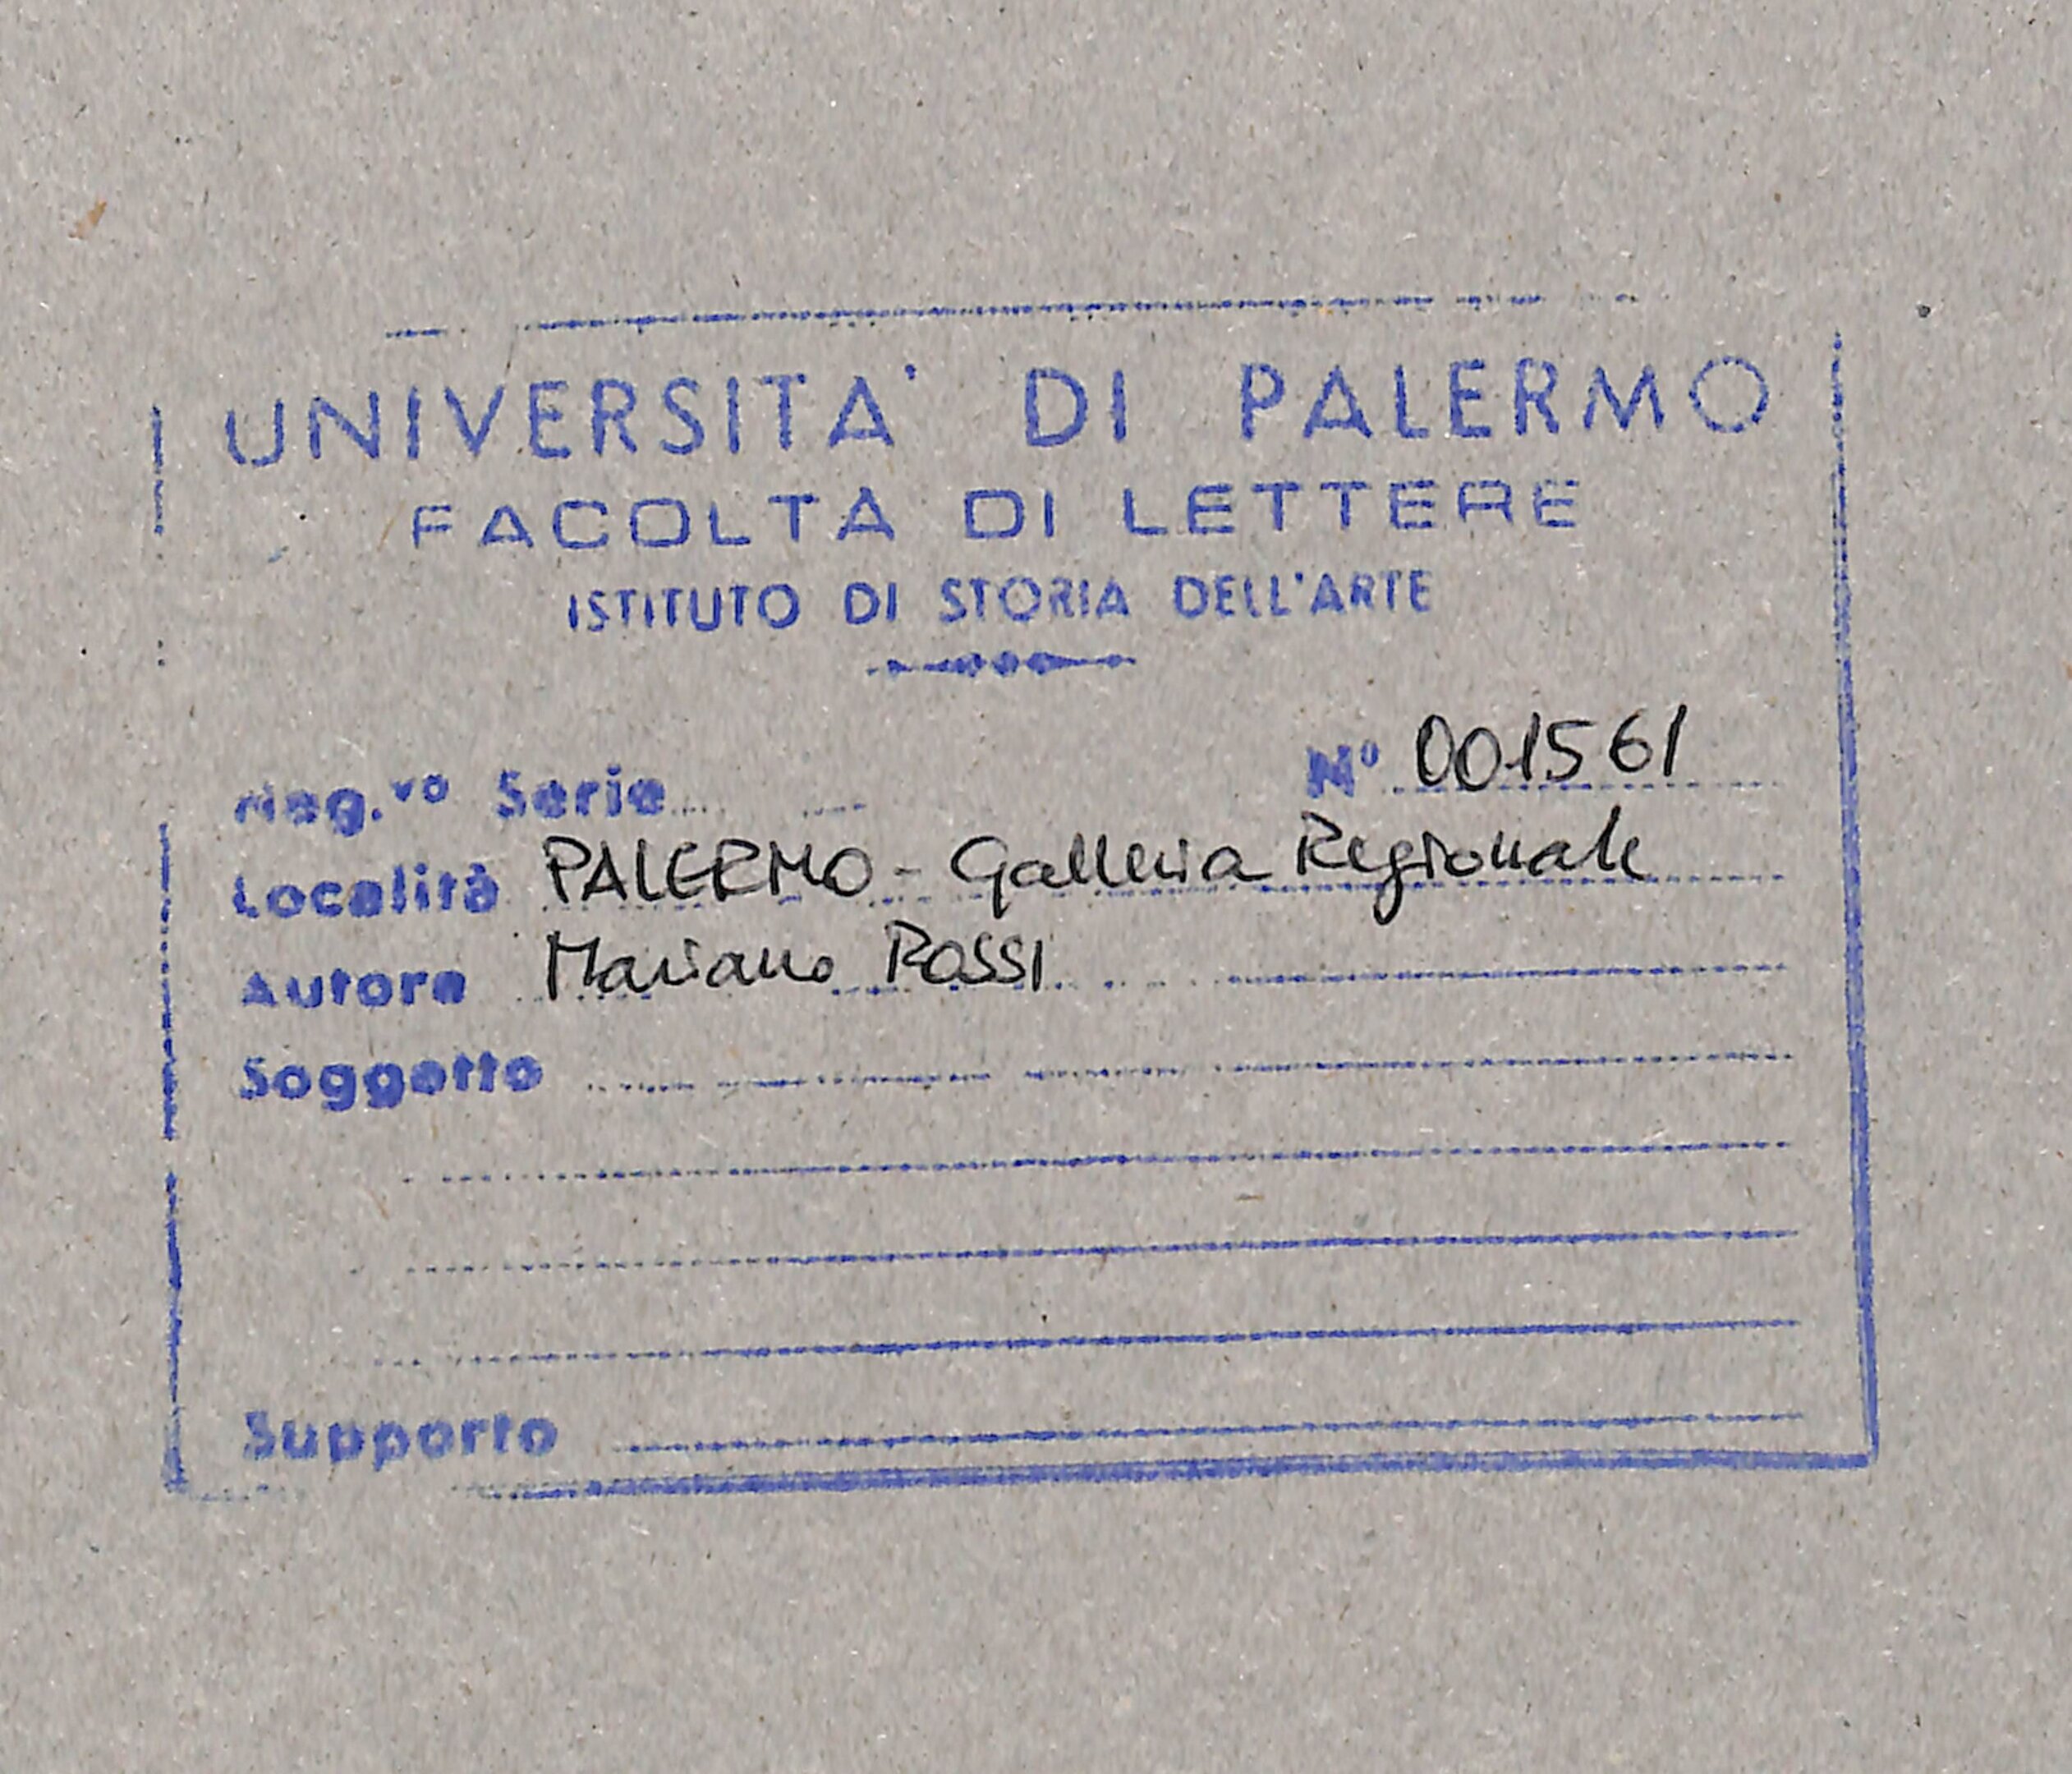 UNIVERSITA' DI PALERMO
FACOLTA DI LETTERE
ISTITUTO DI STORIA DELL'ARTE
Neg.vo Serie N° 001561
Località PALERMO - Galleria Regionale
Autore Mariano ROSSI
Soggetto
Supporto